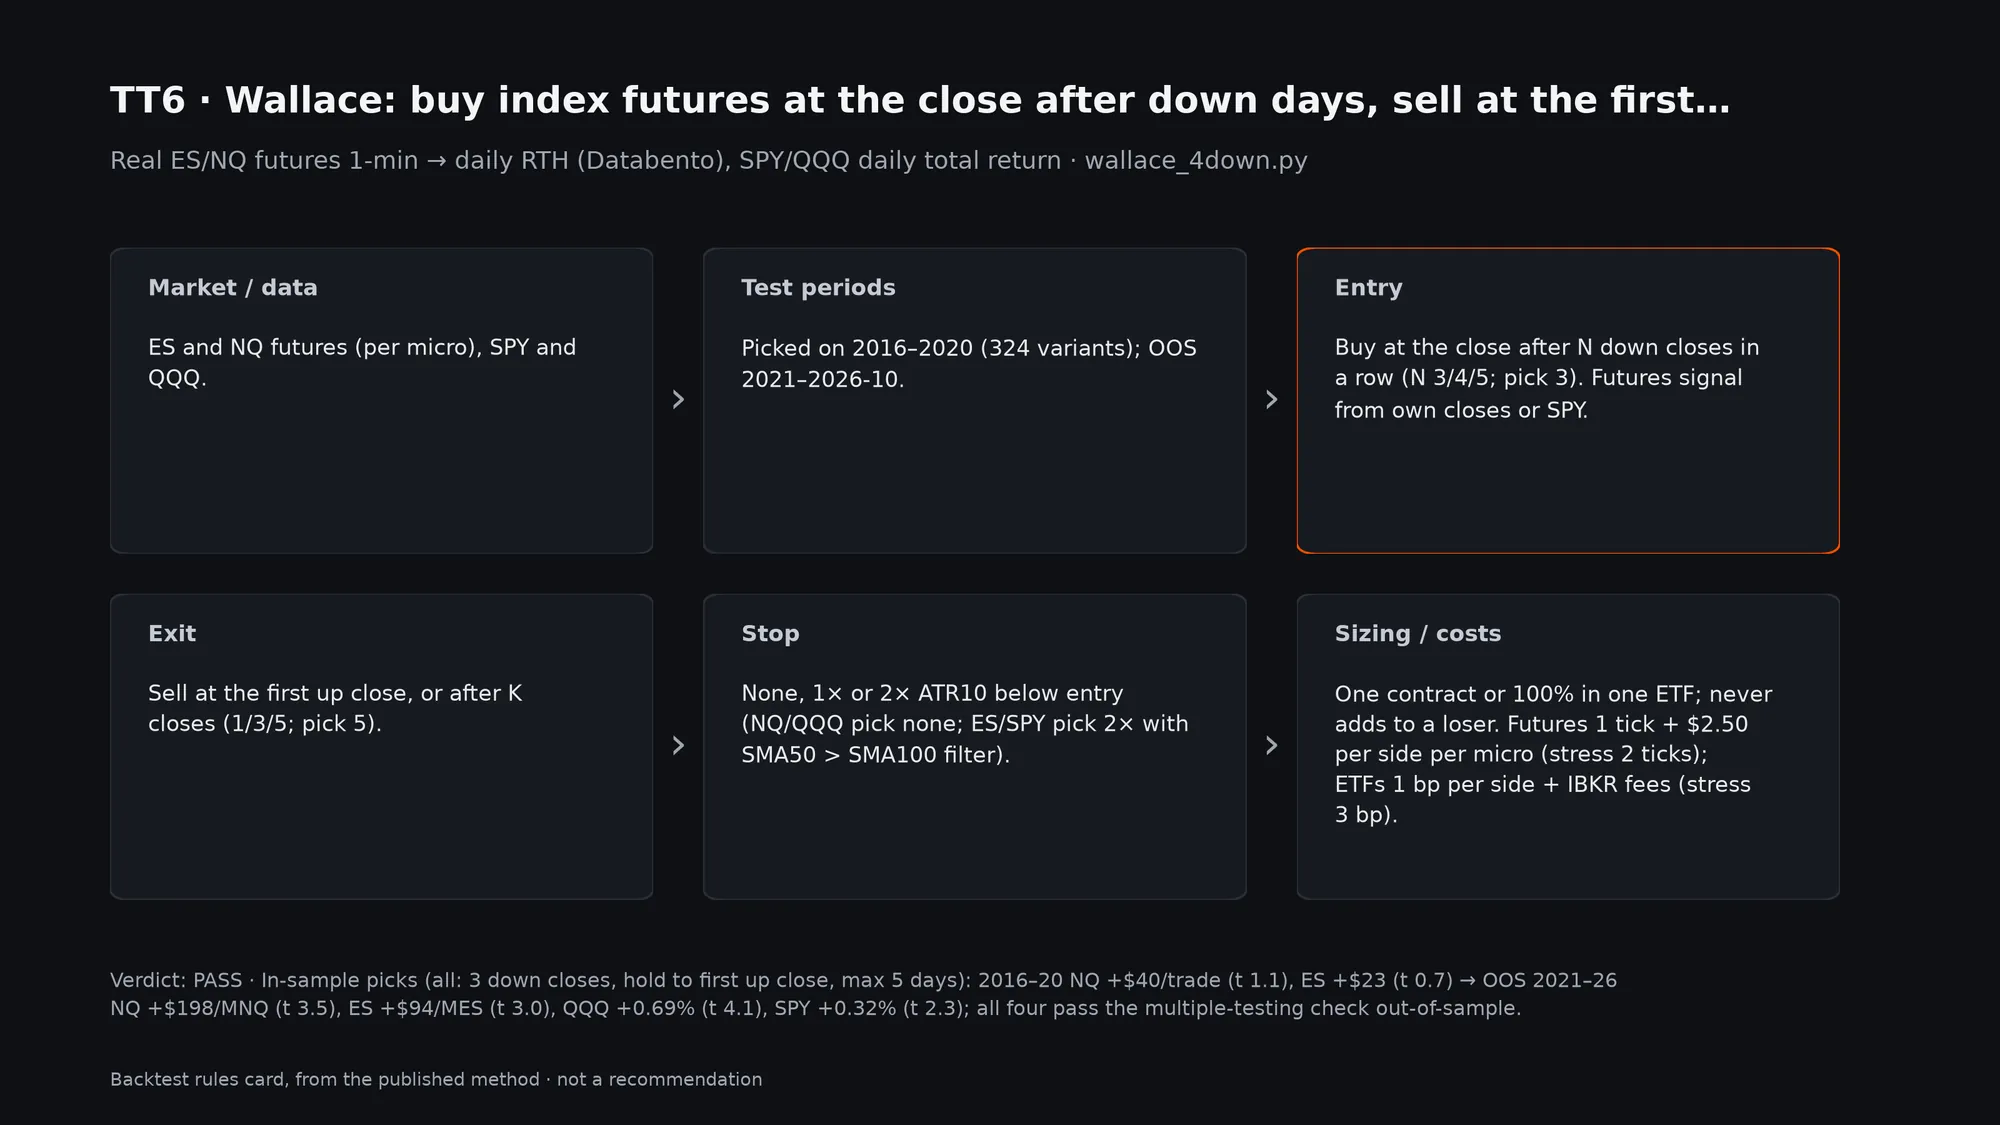 TT6 · Wallace: buy index futures at the close after down days, sell at the first…
Real ES/NQ futures 1-min → daily RTH (Databento), SPY/QQQ daily total return · wallace_4down.py
Market / data
ES and NQ futures (per micro), SPY and
QQQ.
›
Test periods
Picked on 2016–2020 (324 variants); OOS
2021–2026-10.
›
Entry
Buy at the close after N down closes in
a row (N 3/4/5; pick 3). Futures signal
from own closes or SPY.
Exit
Sell at the first up close, or after K
closes (1/3/5; pick 5).
›
Stop
None, 1× or 2× ATR10 below entry
(NQ/QQQ pick none; ES/SPY pick 2× with
SMA50 > SMA100 filter).
›
Sizing / costs
One contract or 100% in one ETF; never
adds to a loser. Futures 1 tick + $2.50
per side per micro (stress 2 ticks);
ETFs 1 bp per side + IBKR fees (stress
3 bp).
Verdict: PASS · In-sample picks (all: 3 down closes, hold to first up close, max 5 days): 2016–20 NQ +$40/trade (t 1.1), ES +$23 (t 0.7) → OOS 2021–26
NQ +$198/MNQ (t 3.5), ES +$94/MES (t 3.0), QQQ +0.69% (t 4.1), SPY +0.32% (t 2.3); all four pass the multiple-testing check out-of-sample.
Backtest rules card, from the published method · not a recommendation